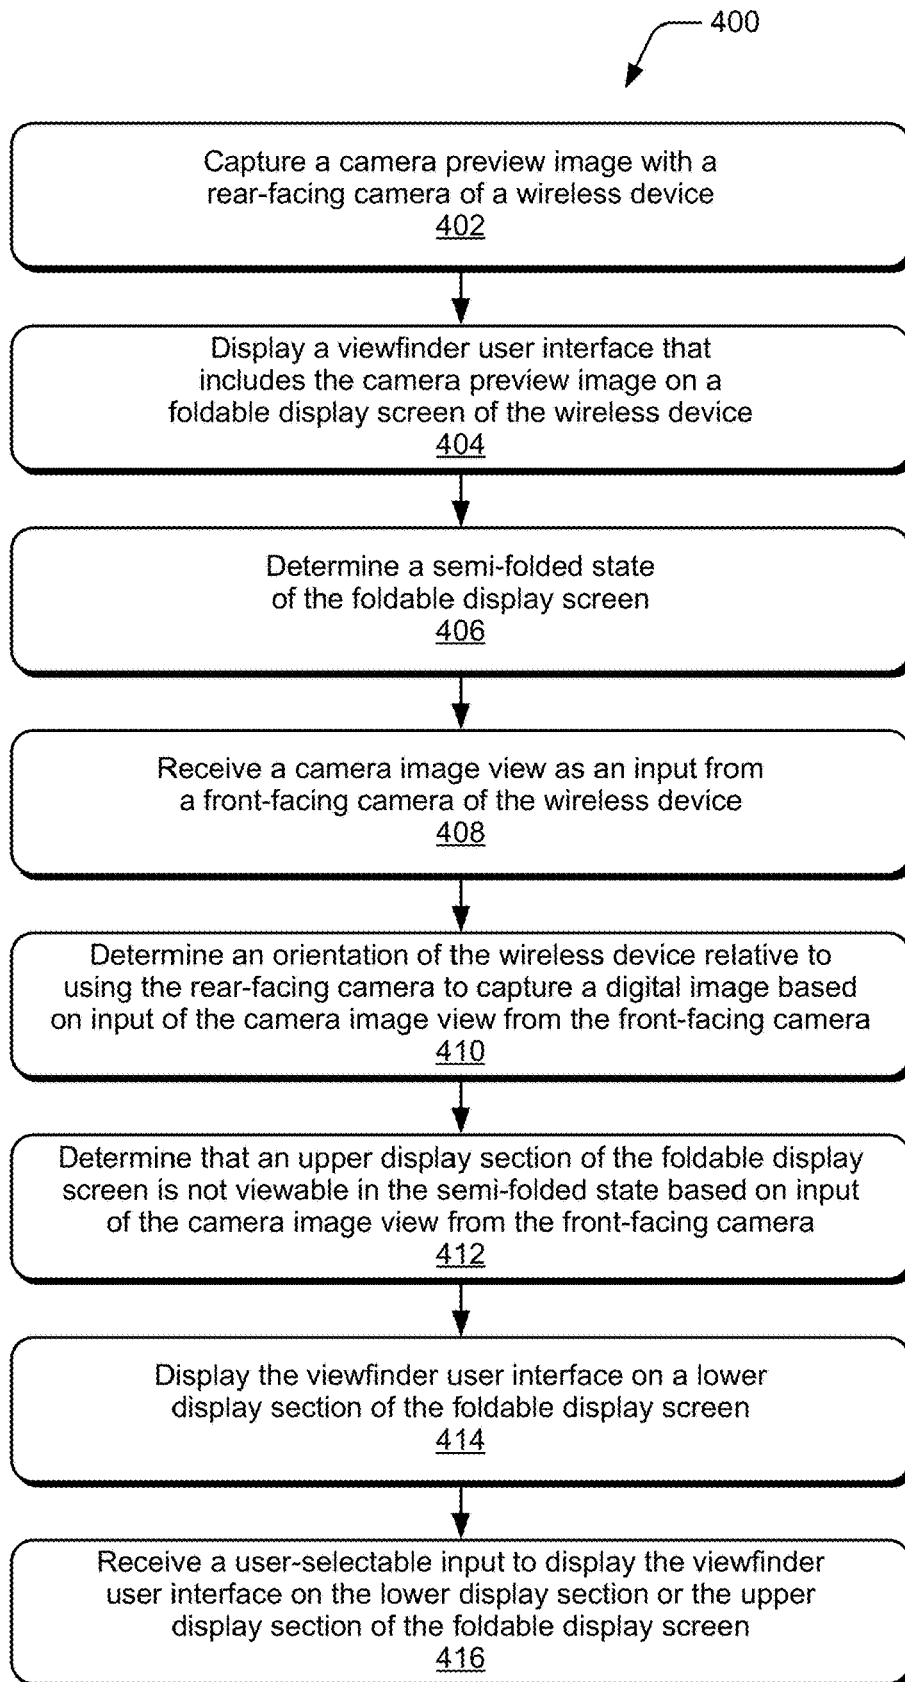 400
Capture a camera preview image with a
rear-facing camera of a wireless device
402
Display a viewfinder user interface that
includes the camera preview image on a
foldable display screen of the wireless device
404
Determine a semi-folded state
of the foldable display screen
406
Receive a camera image view as an input from
a front-facing camera of the wireless device
408
Determine an orientation of the wireless device relative to
using the rear-facing camera to capture a digital image based
on input of the camera image view from the front-facing camera
410
Determine that an upper display section of the foldable display
screen is not viewable in the semi-folded state based on input
of the camera image view from the front-facing camera
412
Display the viewfinder user interface on a lower
display section of the foldable display screen
414
Receive a user-selectable input to display the viewfinder
user interface on the lower display section or the upper
display section of the foldable display screen
416